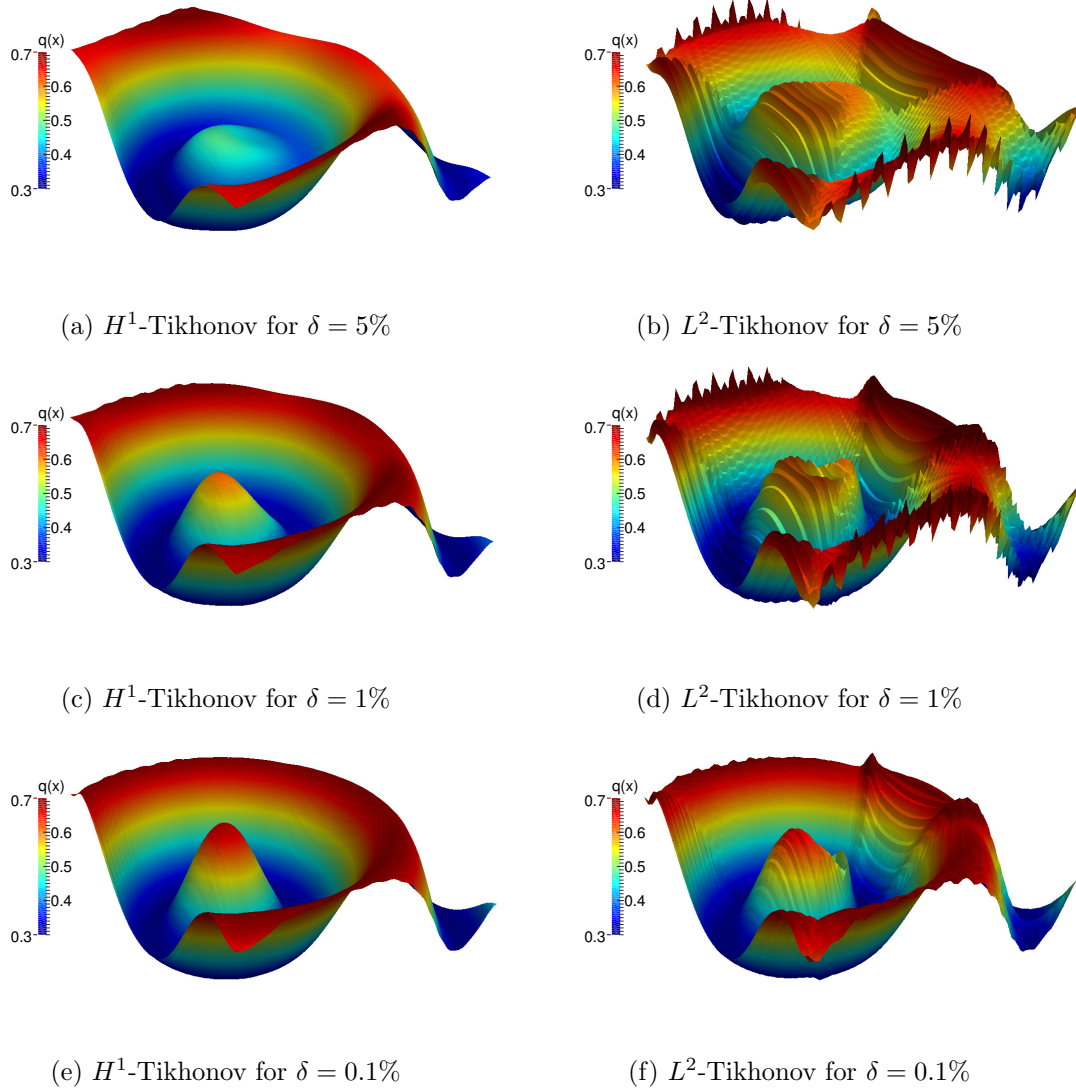 q(x)
0.7
0.6
0.5
0.4
0.3
q(x)
0.7
0.6
0.5
0.4
0.3
(a) H¹-Tikhonov for δ = 5%
(b) L²-Tikhonov for δ = 5%
q(x)
0.7
0.6
0.5
0.4
0.3
q(x)
0.7
0.6
0.5
0.4
0.3
(c) H¹-Tikhonov for δ = 1%
(d) L²-Tikhonov for δ = 1%
q(x)
0.7
0.6
0.5
0.4
0.3
q(x)
0.7
0.6
0.5
0.4
0.3
(e) H¹-Tikhonov for δ = 0.1%
(f) L²-Tikhonov for δ = 0.1%